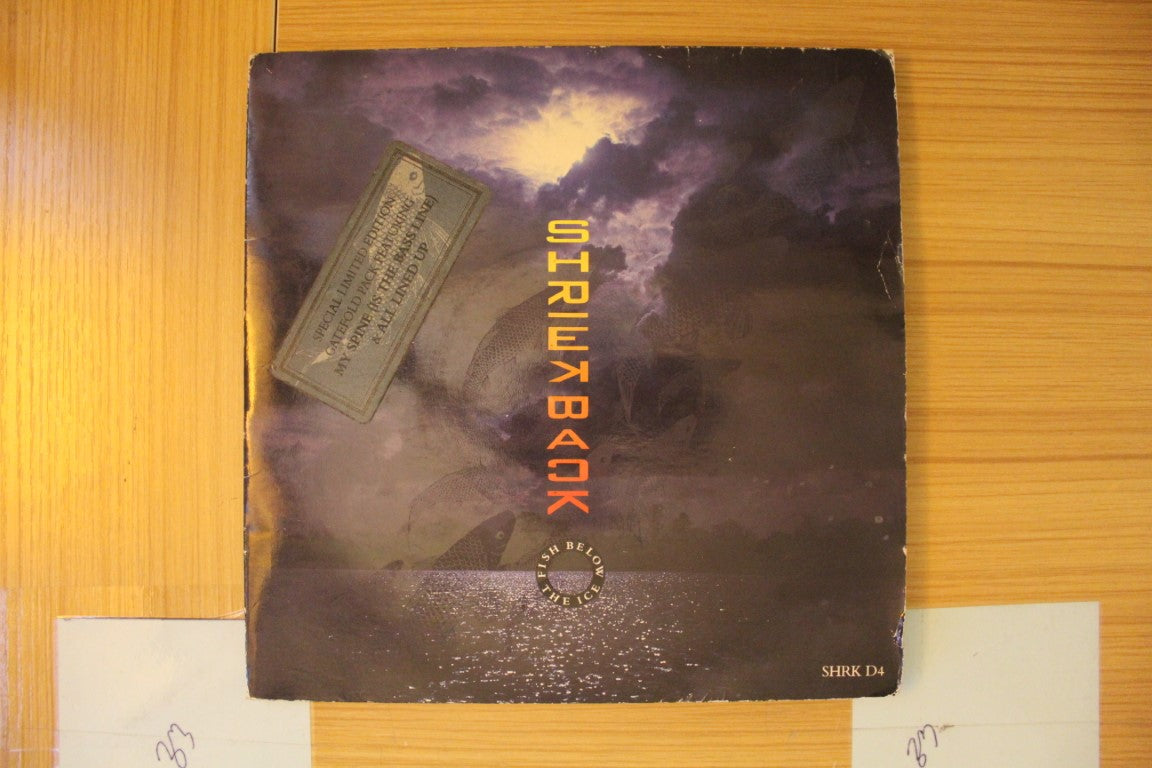 SPECIAL LIMITED EDITION
GATEFOLD PACK FEATURING
MY SPINE (IS THE BASS LINE)
& ALL LINED UP
SHRIEKBACK
FISH BELOW
THE ICE
SHRK D4